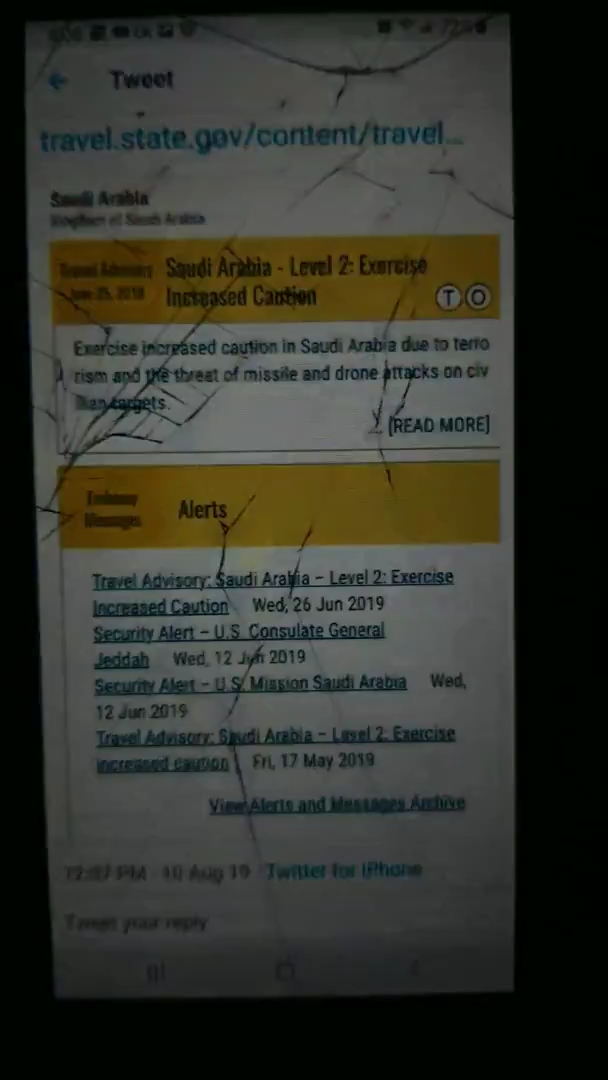 Tweet
travel.state.gov/content/travel...
Saudi Arabia
Kingdom of Saudi Arabia
Travel Advisory
June 25, 2019
Saudi Arabia - Level 2: Exercise
Increased Caution
T O
Exercise increased caution in Saudi Arabia due to terro
rism and the threat of missile and drone attacks on civ
ilian targets.
[READ MORE]
Embassy
Messages
Alerts
Travel Advisory: Saudi Arabia – Level 2: Exercise
Increased Caution Wed, 26 Jun 2019
Security Alert – U.S. Consulate General
Jeddah Wed, 12 Jun 2019
Security Alert – U.S. Mission Saudi Arabia Wed,
12 Jun 2019
Travel Advisory: Saudi Arabia – Level 2: Exercise
increased caution Fri, 17 May 2019
View Alerts and Messages Archive
PM · 10 Aug 19 · Twitter for iPhone
Tweet your reply